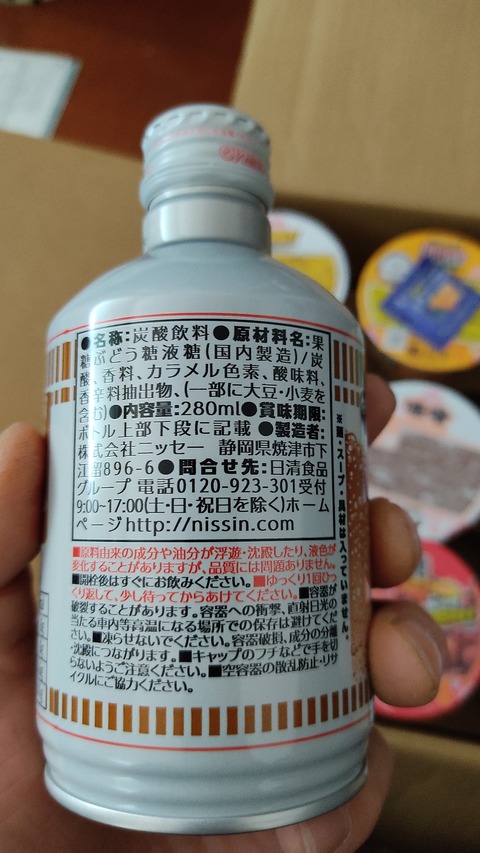 ●名称:炭酸飲料●原材料名:果
糖ぶどう糖液糖(国内製造)/炭
酸、香料、カラメル色素、酸味料、
香辛料抽出物、(一部に大豆・小麦を
含む)●内容量:280ml●賞味期限:
ボトル上部下段に記載●製造者:
株式会社ニッセー 静岡県焼津市下
江留896-6●問合せ先:日清食品
グループ 電話0120-923-301受付
9:00~17:00(土・日・祝日を除く)ホーム
ページhttp://nissin.com
■原料由来の成分や油分が浮遊・沈殿したり、液色が
変化することがありますが、品質には問題ありません。
■開栓後はすぐにお飲みください。■ゆっくり1回ひっ
くり返して、少し待ってからあけてください。■容器が
破裂することがあります。容器への衝撃、直射日光の
当たる車内等高温になる場所での保存は避けてくだ
さい。■凍らせないでください。容器破損、成分の分離
・沈殿につながります。■キャップのフチなどで手を切
らないようご注意ください。■空容器の散乱防止・リサ
イクルにご協力ください。
※麺・スープ・具材は入っていません。